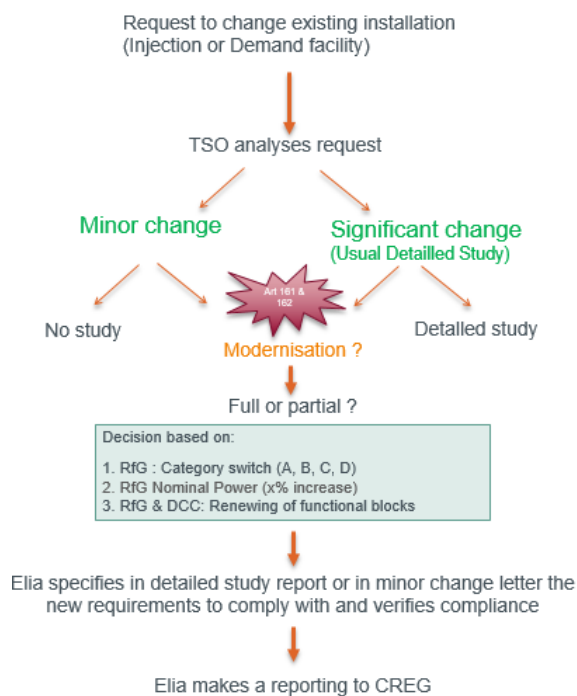 Request to change existing installation
(Injection or Demand facility)
TSO analyses request
Minor change
Significant change
(Usual Detailled Study)
Art 161 &
162
No study
Detalled study
Modernisation ?
Full or partial ?
Decision based on:
1. RfG : Category switch (A, B, C, D)
2. RfG Nominal Power (x% increase)
3. RfG & DCC: Renewing of functional blocks
Elia specifies in detailed study report or in minor change letter the
new requirements to comply with and verifies compliance
Elia makes a reporting to CREG